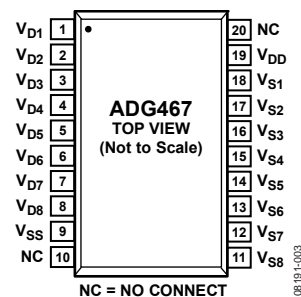 VD1 1
VD2 2
VD3 3
VD4 4
VD5 5
VD6 6
VD7 7
VD8 8
VSS 9
NC 10
ADG467
TOP VIEW
(Not to Scale)
20 NC
19 VDD
18 VS1
17 VS2
16 VS3
15 VS4
14 VS5
13 VS6
12 VS7
11 VS8
NC = NO CONNECT
08191-003